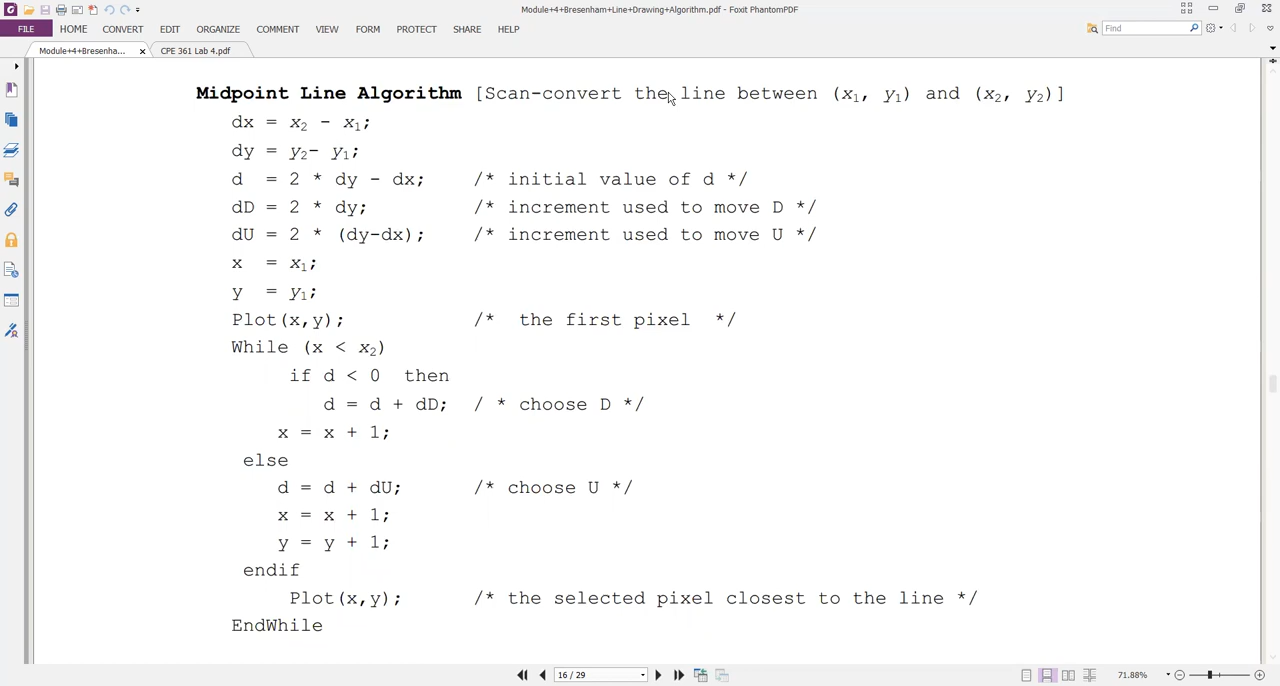 Module+4+Bresenham+Line+Drawing+Algorithm.pdf - Foxit PhantomPDF
FILE HOME CONVERT EDIT ORGANIZE COMMENT VIEW FORM PROTECT SHARE HELP
Find
Module+4+Bresenha... x CPE 361 Lab 4.pdf
Midpoint Line Algorithm [Scan-convert the line between (x₁, y₁) and (x₂, y₂)]
dx = x₂ - x₁;
dy = y₂- y₁;
d = 2 * dy - dx; /* initial value of d */
dD = 2 * dy; /* increment used to move D */
dU = 2 * (dy-dx); /* increment used to move U */
x = x₁;
y = y₁;
Plot(x,y); /* the first pixel */
While (x < x₂)
if d < 0 then
d = d + dD; / * choose D */
x = x + 1;
else
d = d + dU; /* choose U */
x = x + 1;
y = y + 1;
endif
Plot(x,y); /* the selected pixel closest to the line */
EndWhile
16 / 29
71.88%